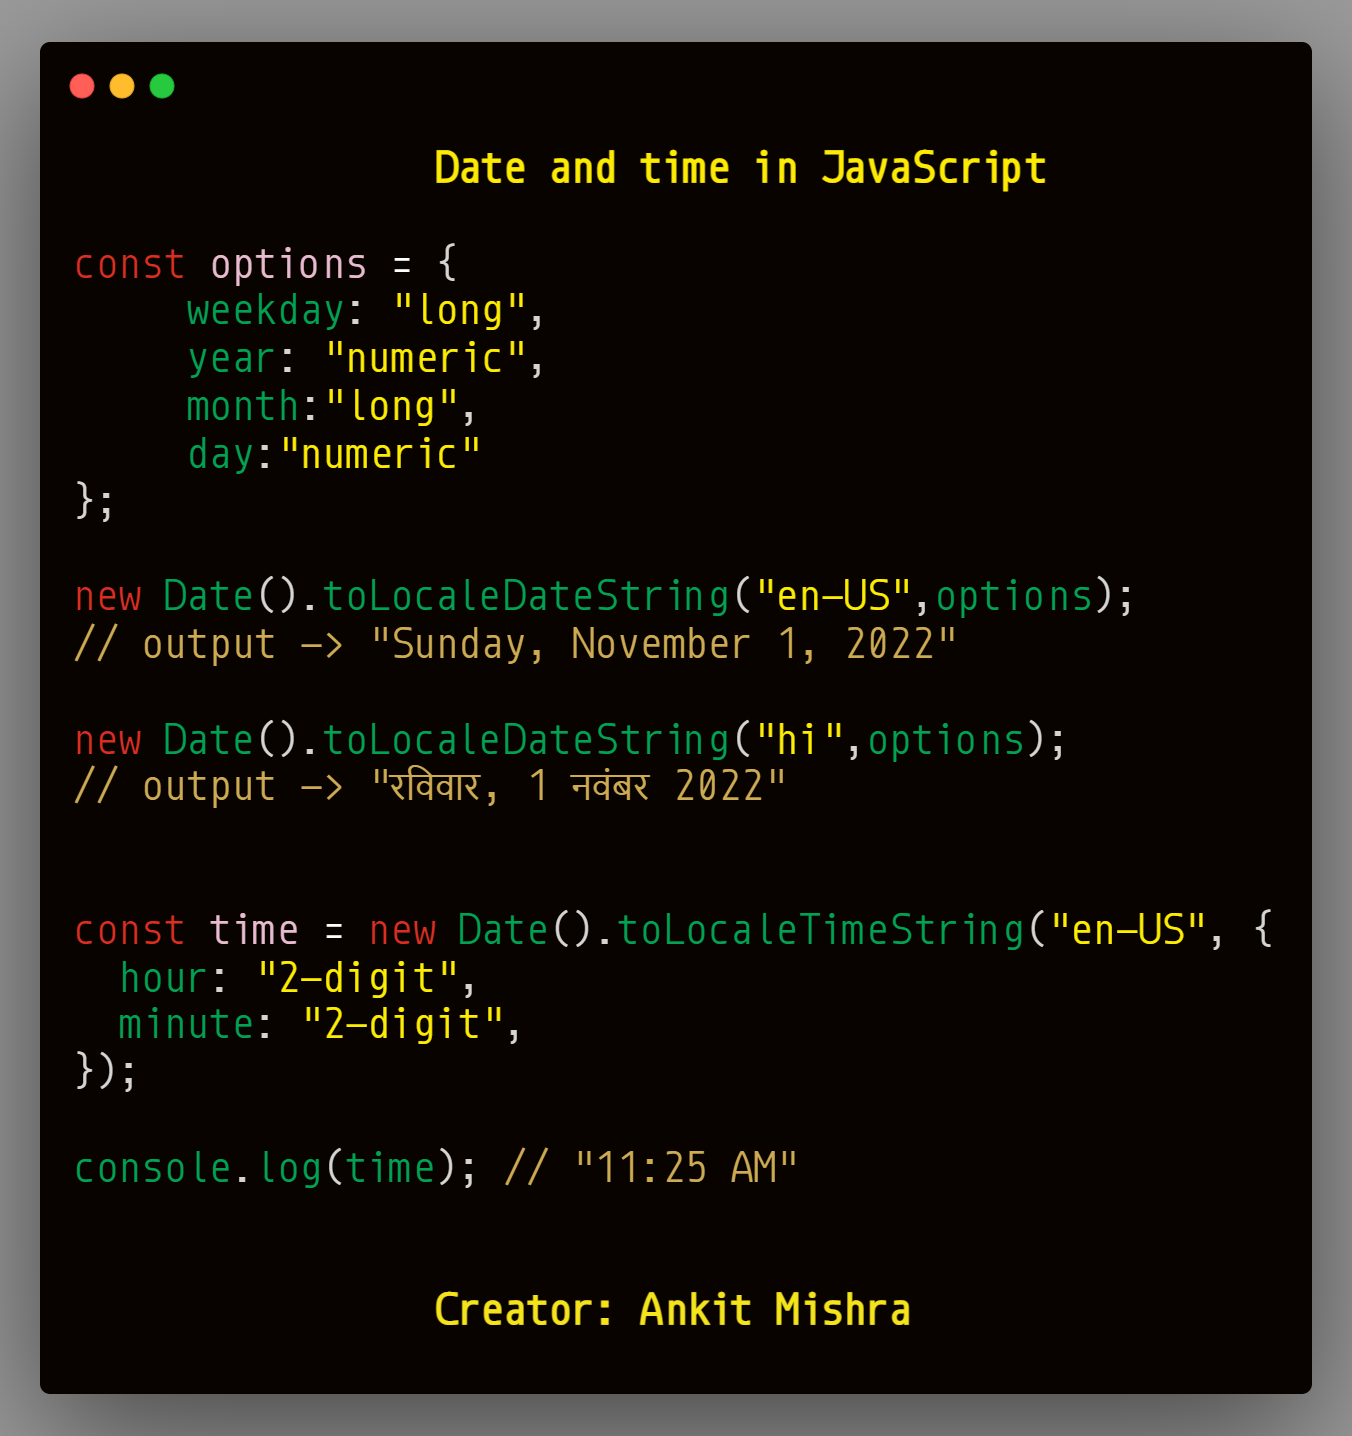 Date and time in JavaScript
const options = {
weekday: "long",
year: "numeric",
month:"long",
day:"numeric"
};
new Date().toLocaleDateString("en-US",options);
// output -> "Sunday, November 1, 2022"
new Date().toLocaleDateString("hi",options);
// output -> "रविवार, 1 नवंबर 2022"
const time = new Date().toLocaleTimeString("en-US", {
hour: "2-digit",
minute: "2-digit",
});
console.log(time); // "11:25 AM"
Creator: Ankit Mishra